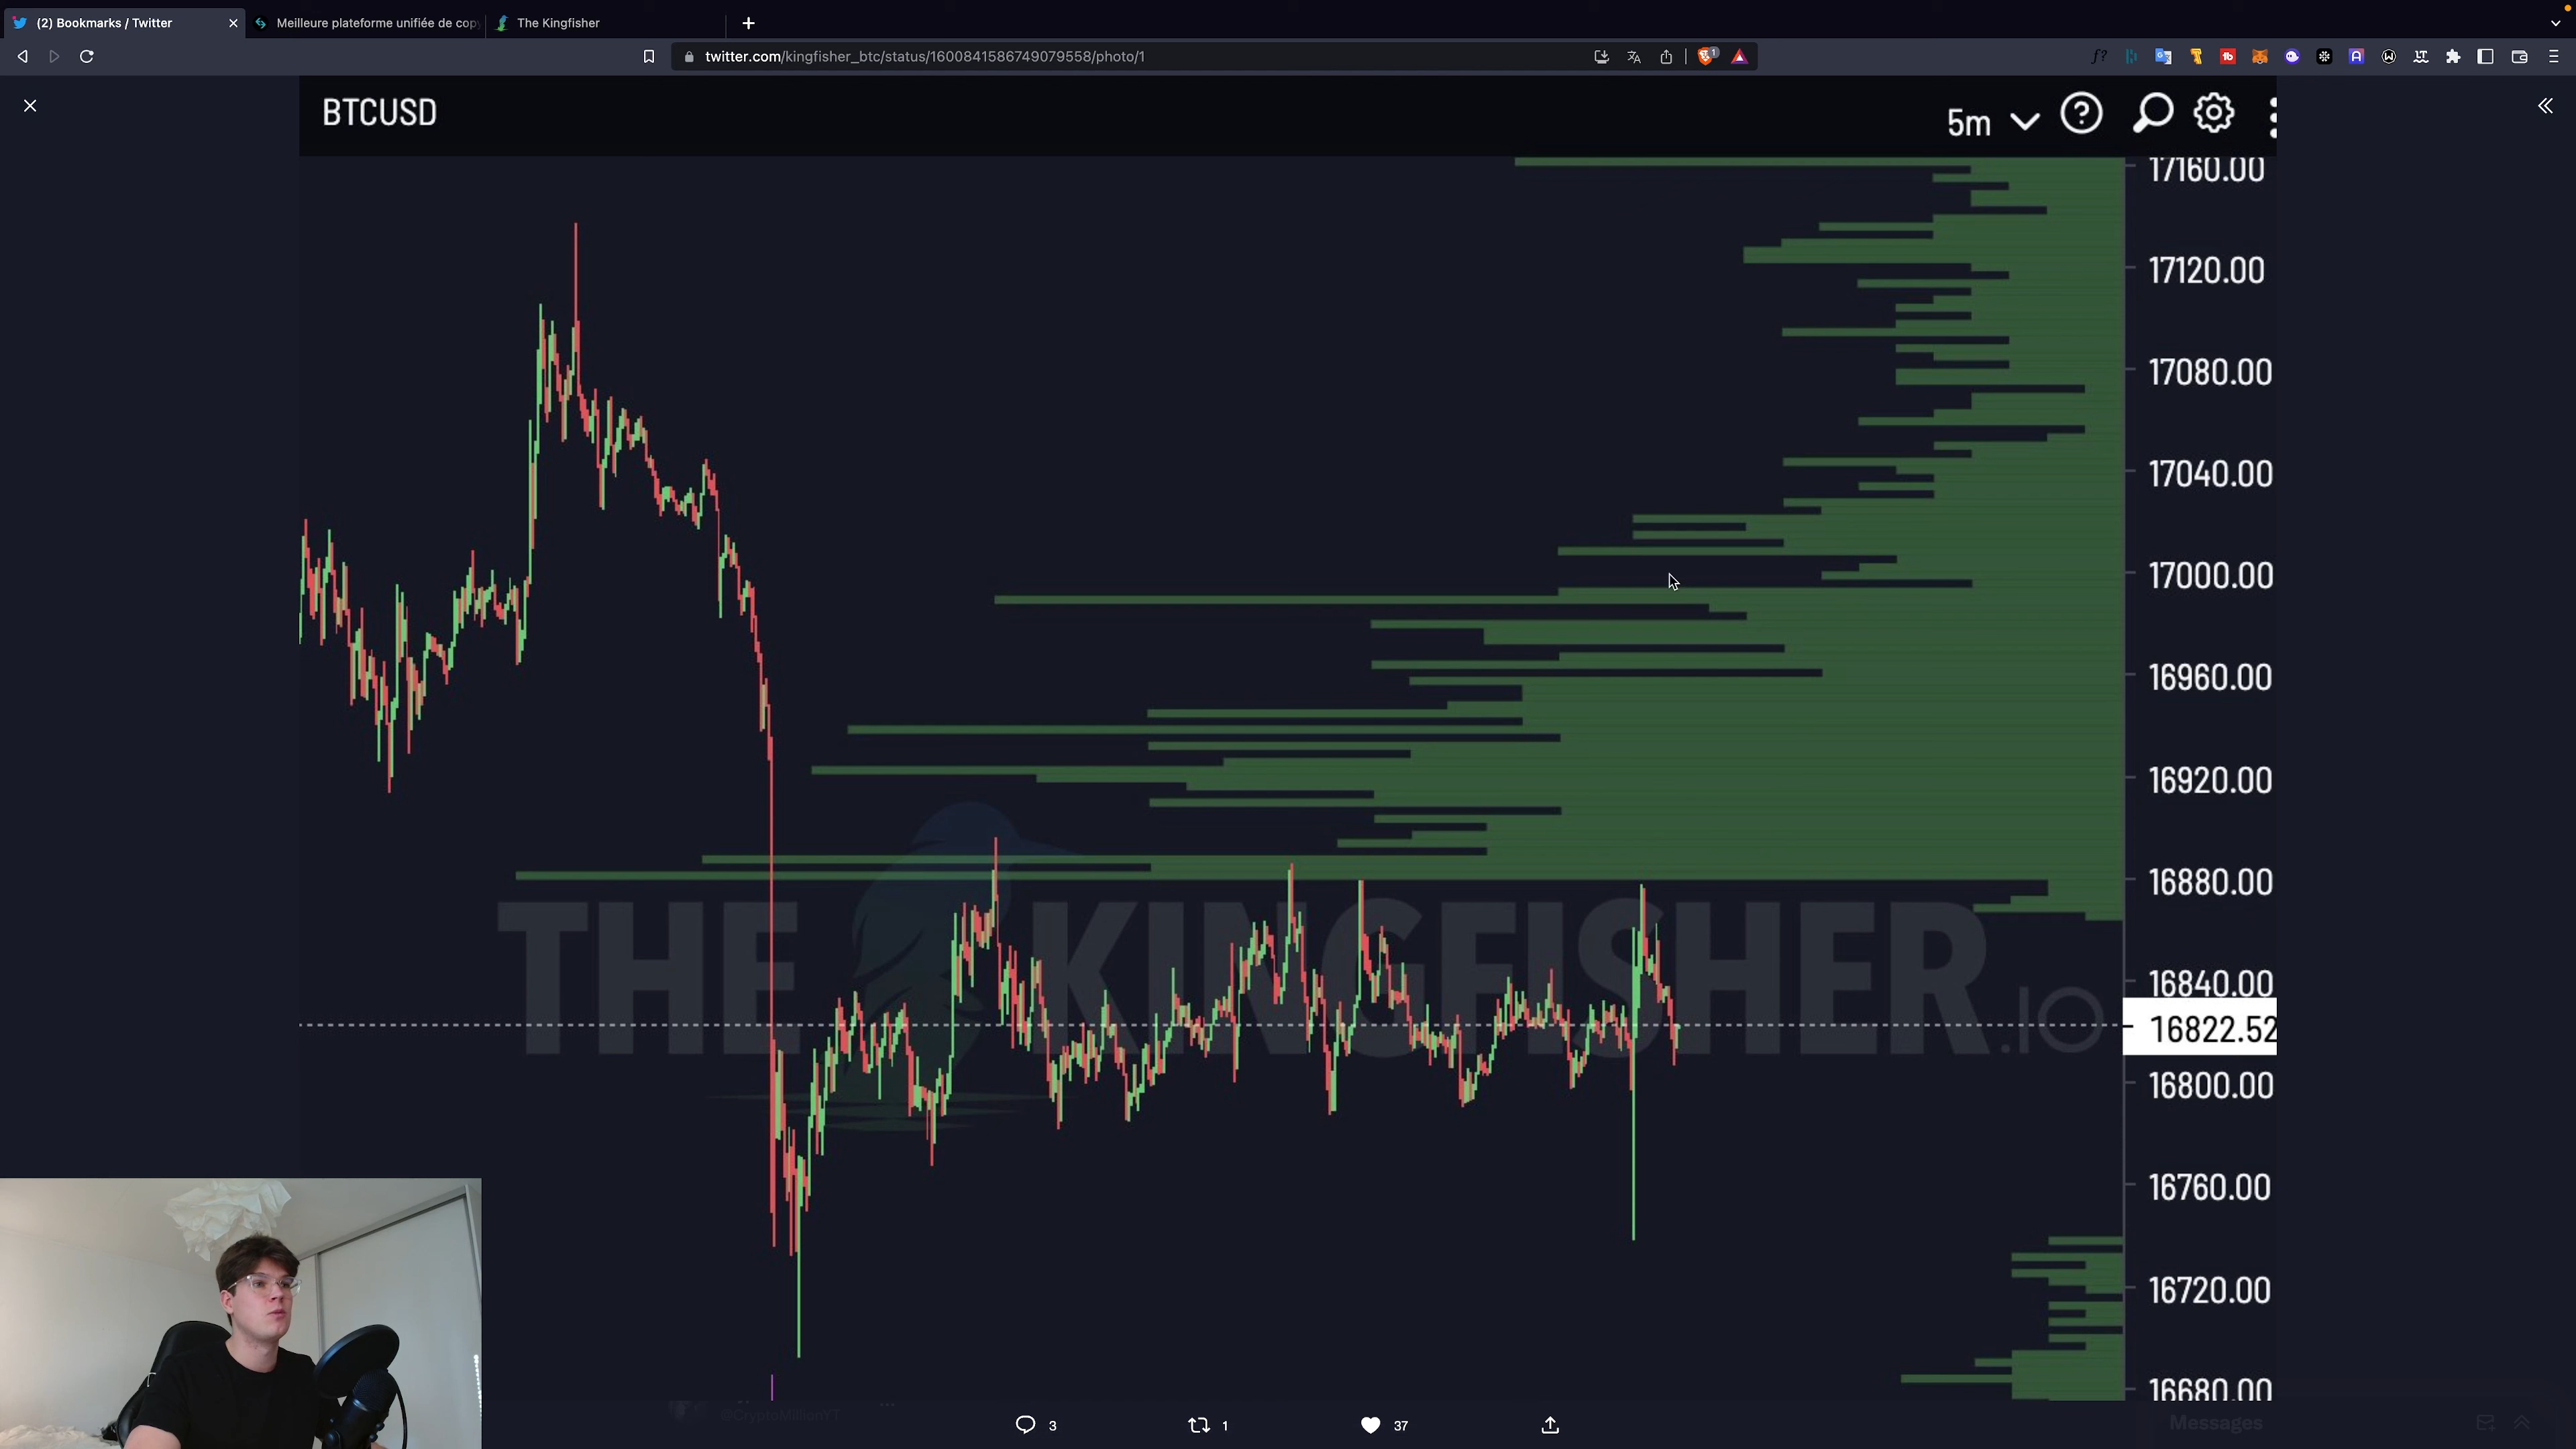 (2) Bookmarks / Twitter
Meilleure plateforme unifiée de cop
The Kingfisher
twitter.com/kingfisher_btc/status/1600841586749079558/photo/1
BTCUSD
5m
17160.00
17120.00
17080.00
17040.00
17000.00
16960.00
16920.00
16880.00
16840.00
16822.52
16800.00
16760.00
16720.00
16680.00
THE KINGFISHER.IO
@CryptoMillionYT
3
1
37
Messages